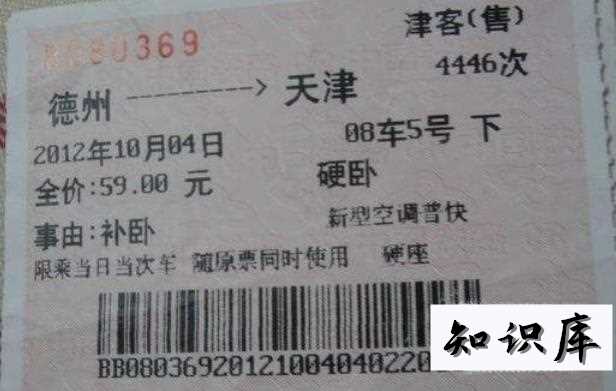 80369
津客(售)
德州 ----------> 天津
4446次
2012年10月04日
08车5号 下
全价:59.00 元
硬卧
事由:补卧
新型空调普快
限乘当日当次车 随原票同时使用 硬座
BB0803692012100404022
知识库